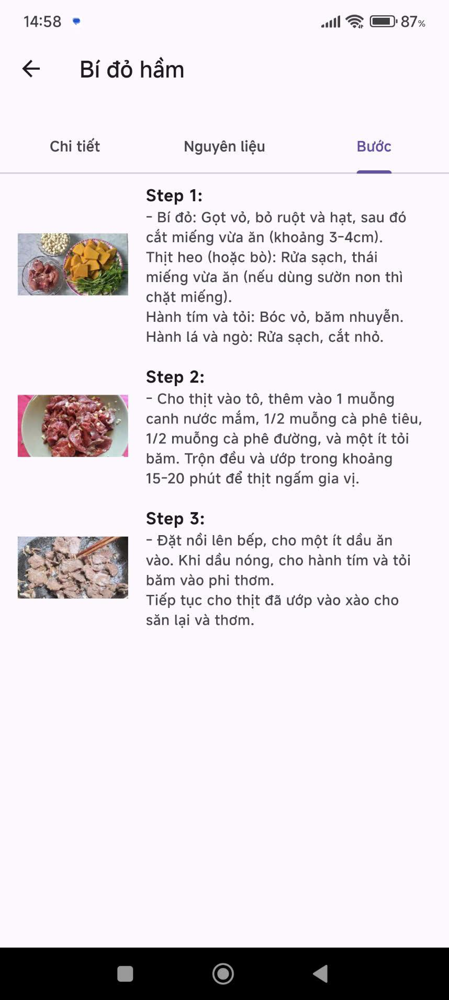 14:58
87%
Bí đỏ hầm
Chi tiết
Nguyên liệu
Bước
Step 1:
- Bí đỏ: Gọt vỏ, bỏ ruột và hạt, sau đó
cắt miếng vừa ăn (khoảng 3-4cm).
Thịt heo (hoặc bò): Rửa sạch, thái
miếng vừa ăn (nếu dùng sườn non thì
chặt miếng).
Hành tím và tỏi: Bóc vỏ, băm nhuyễn.
Hành lá và ngò: Rửa sạch, cắt nhỏ.
Step 2:
- Cho thịt vào tô, thêm vào 1 muỗng
canh nước mắm, 1/2 muỗng cà phê tiêu,
1/2 muỗng cà phê đường, và một ít tỏi
băm. Trộn đều và ướp trong khoảng
15-20 phút để thịt ngấm gia vị.
Step 3:
- Đặt nồi lên bếp, cho một ít dầu ăn
vào. Khi dầu nóng, cho hành tím và tỏi
băm vào phi thơm.
Tiếp tục cho thịt đã ướp vào xào cho
săn lại và thơm.